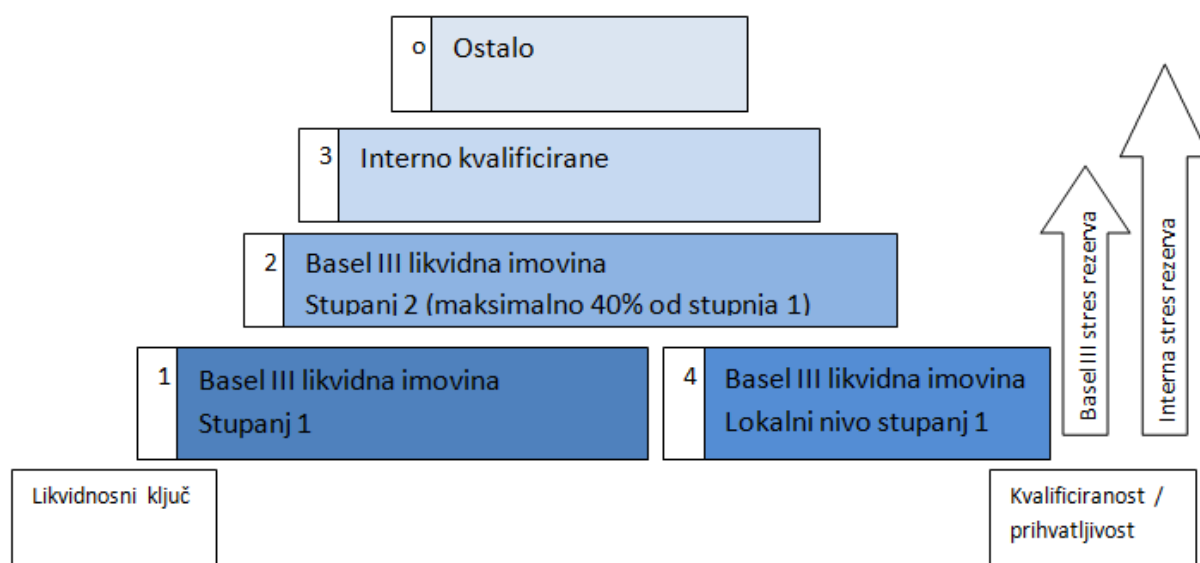 o
Ostalo
3
Interno kvalificirane
2
Basel III likvidna imovina
Stupanj 2 (maksimalno 40% od stupnja 1)
1
Basel III likvidna imovina
Stupanj 1
4
Basel III likvidna imovina
Lokalni nivo stupanj 1
Basel III stres rezerva
Interna stres rezerva
Likvidnosni ključ
Kvalificiranost /
prihvatljivost